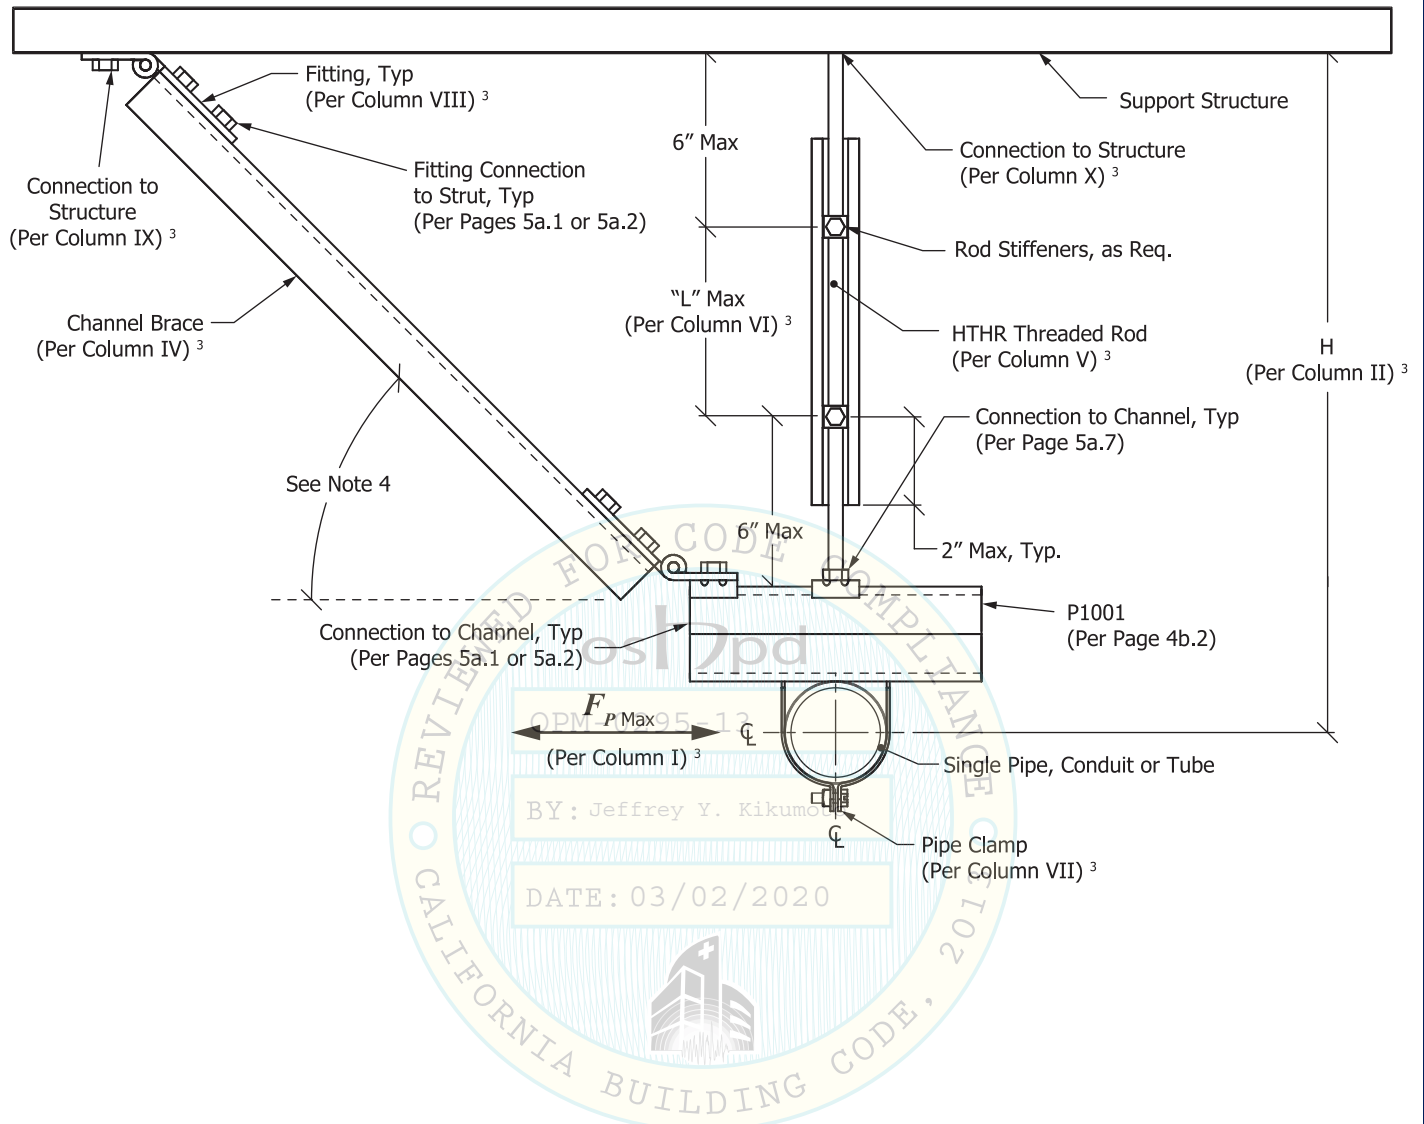 Fitting, Typ
(Per Column VIII) ³
Support Structure
6” Max
Connection to Structure
(Per Column X) ³
Fitting Connection
to Strut, Typ
(Per Pages 5a.1 or 5a.2)
Connection to
Structure
(Per Column IX) ³
Rod Stiffeners, as Req.
“L” Max
(Per Column VI) ³
Channel Brace
(Per Column IV) ³
HTHR Threaded Rod
(Per Column V) ³
H
(Per Column II) ³
Connection to Channel, Typ
(Per Page 5a.7)
See Note 4
6” Max
2” Max, Typ.
P1001
(Per Page 4b.2)
Connection to Channel, Typ
(Per Pages 5a.1 or 5a.2)
REVIEWED FOR CODE COMPLIANCE
oshpd
FP Max
OPM-0295-13
℄
(Per Column I) ³
Single Pipe, Conduit or Tube
BY: Jeffrey Y. Kikumoto
℄
Pipe Clamp
(Per Column VII) ³
DATE: 03/02/2020
CALIFORNIA BUILDING CODE, 2013